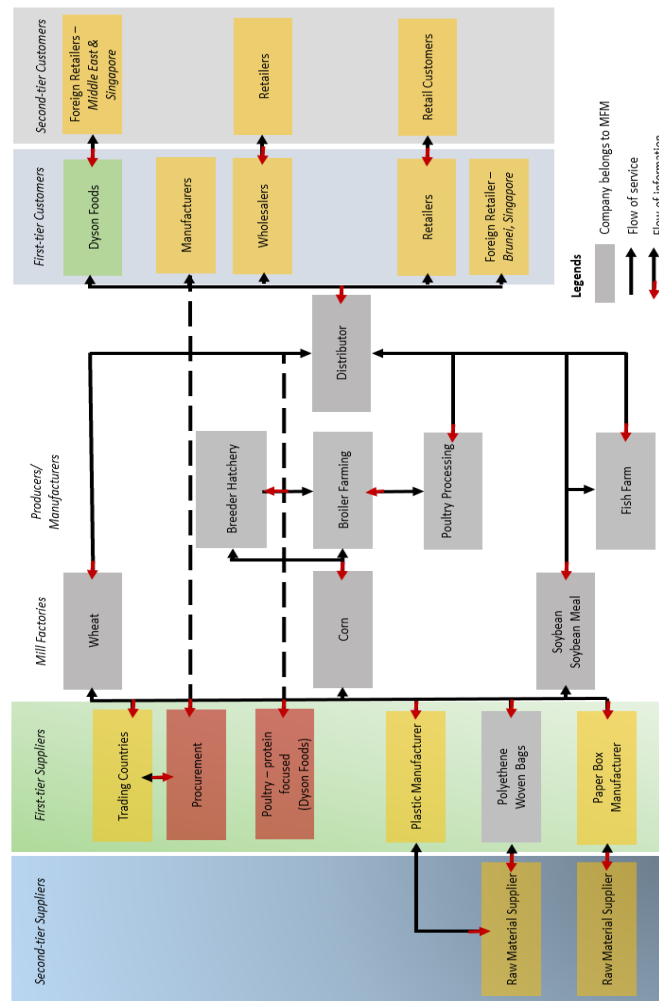 Second-tier Suppliers
First-tier Suppliers
Mill Factories
Producers/
Manufacturers
First-tier Customers
Second-tier Customers
Trading Countries
Wheat
Dyson Foods
Foreign Retailers –
Middle East &
Singapore
Procurement
Manufacturers
Poultry – protein
focused
(Dyson Foods)
Breeder Hatchery
Wholesalers
Retailers
Corn
Broiler Farming
Distributor
Plastic Manufacturer
Poultry Processing
Retailers
Retail Customers
Raw Material Supplier
Polyethene
Woven Bags
Foreign Retailer –
Brunei, Singapore
Raw Material Supplier
Paper Box
Manufacturer
Soybean
Soybean Meal
Fish Farm
Legends
Company belongs to MFM
Flow of service
Flow of information